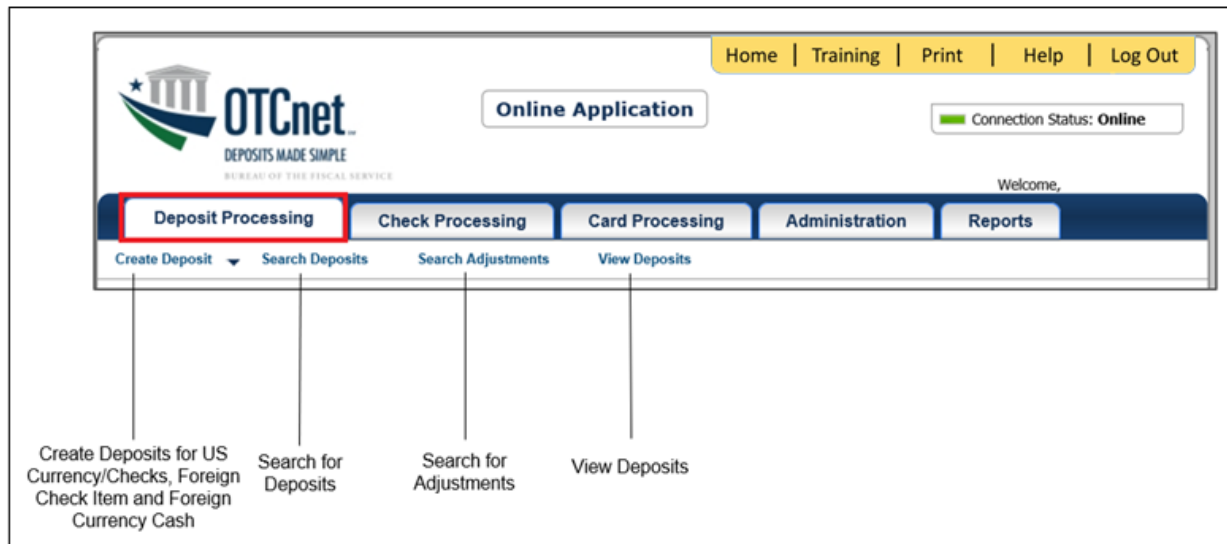 Home | Training | Print | Help | Log Out
OTCnet™
DEPOSITS MADE SIMPLE
BUREAU OF THE FISCAL SERVICE
Online Application
Connection Status: Online
Welcome,
Deposit Processing Check Processing Card Processing Administration Reports
Create Deposit Search Deposits Search Adjustments View Deposits
Create Deposits for US
Currency/Checks, Foreign
Check Item and Foreign
Currency Cash
Search for
Deposits
Search for
Adjustments
View Deposits